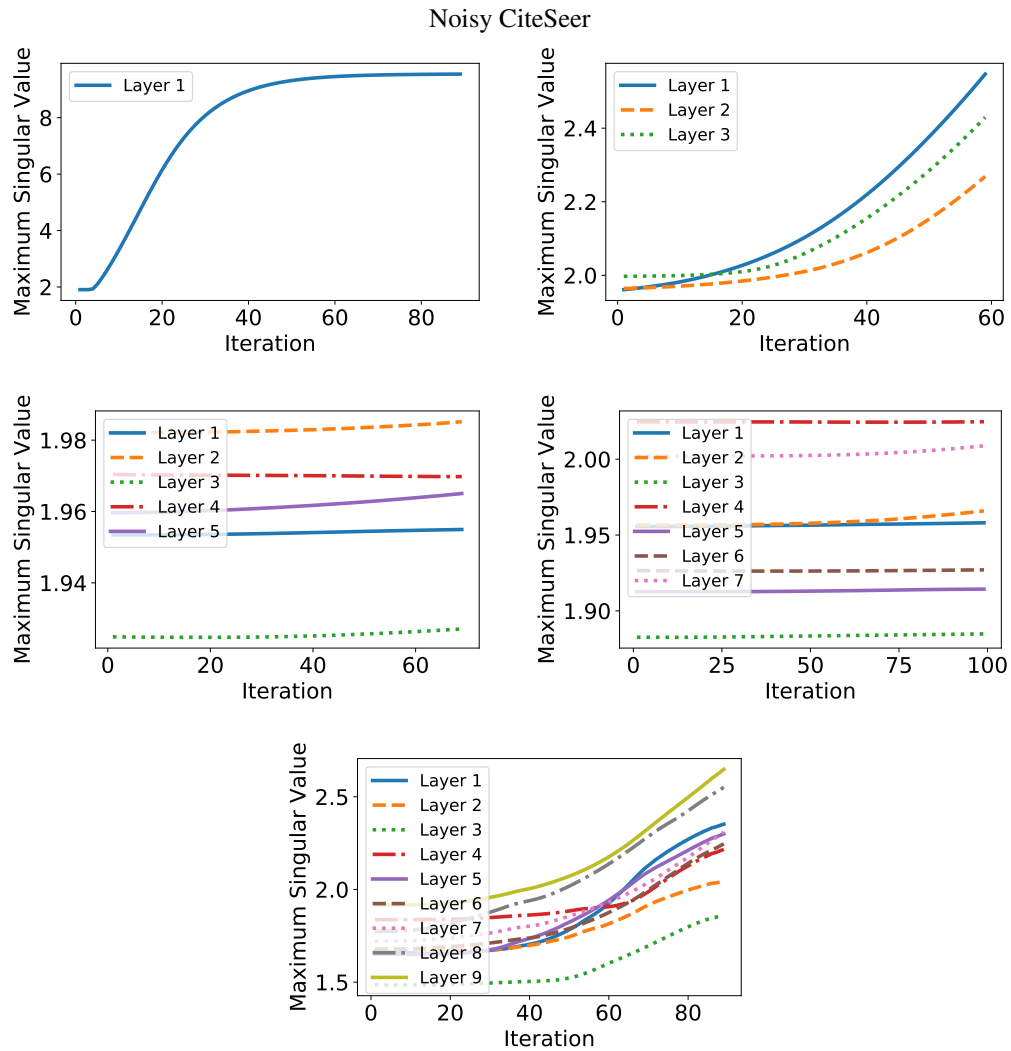 Noisy CiteSeer
Maximum Singular Value
8
6
4
2
Layer 1
0
20
40
60
80
Iteration
Maximum Singular Value
2.4
2.2
2.0
Layer 1
Layer 2
Layer 3
0
20
40
60
Iteration
Maximum Singular Value
1.98
1.96
1.94
Layer 1
Layer 2
Layer 3
Layer 4
Layer 5
0
20
40
60
Iteration
Maximum Singular Value
2.00
1.95
1.90
Layer 1
Layer 2
Layer 3
Layer 4
Layer 5
Layer 6
Layer 7
0
25
50
75
100
Iteration
Maximum Singular Value
2.5
2.0
1.5
Layer 1
Layer 2
Layer 3
Layer 4
Layer 5
Layer 6
Layer 7
Layer 8
Layer 9
0
20
40
60
80
Iteration